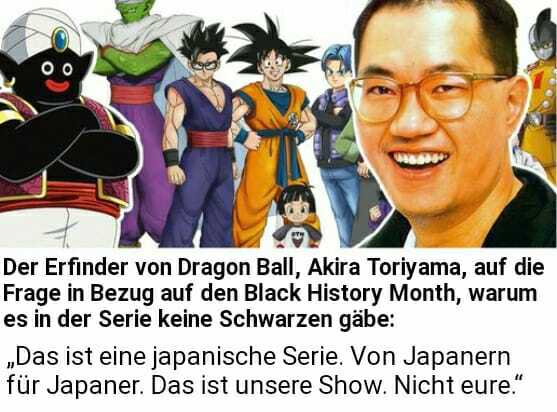 Der Erfinder von Dragon Ball, Akira Toriyama, auf die
Frage in Bezug auf den Black History Month, warum
es in der Serie keine Schwarzen gäbe:
„Das ist eine japanische Serie. Von Japanern
für Japaner. Das ist unsere Show. Nicht eure.“